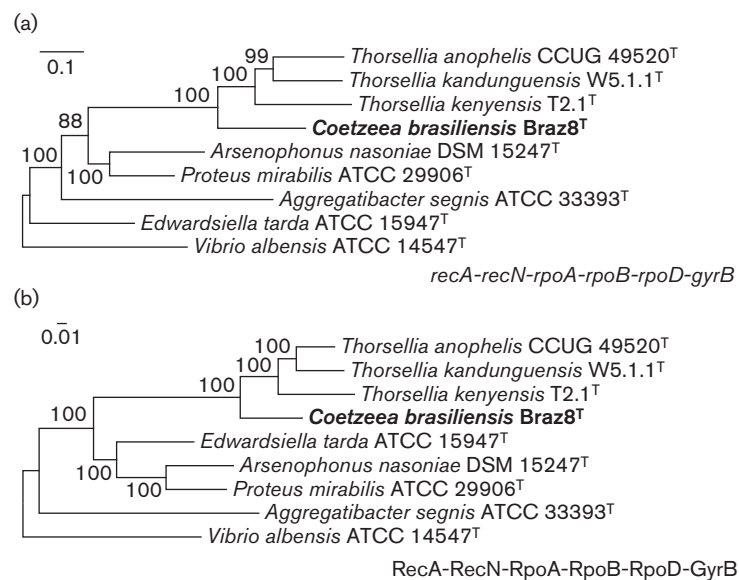 (a)
0.1
99
Thorsellia anophelis CCUG 49520ᵀ
100
Thorsellia kandunguensis W5.1.1ᵀ
100
Thorsellia kenyensis T2.1ᵀ
Coetzeea brasiliensis Braz8ᵀ
88
Arsenophonus nasoniae DSM 15247ᵀ
100
100
Proteus mirabilis ATCC 29906ᵀ
Aggregatibacter segnis ATCC 33393ᵀ
Edwardsiella tarda ATCC 15947ᵀ
Vibrio albensis ATCC 14547ᵀ
recA-recN-rpoA-rpoB-rpoD-gyrB
(b)
0.01
100
Thorsellia anophelis CCUG 49520ᵀ
100
Thorsellia kandunguensis W5.1.1ᵀ
100
Thorsellia kenyensis T2.1ᵀ
Coetzeea brasiliensis Braz8ᵀ
100
Edwardsiella tarda ATCC 15947ᵀ
100
Arsenophonus nasoniae DSM 15247ᵀ
100
Proteus mirabilis ATCC 29906ᵀ
Aggregatibacter segnis ATCC 33393ᵀ
Vibrio albensis ATCC 14547ᵀ
RecA-RecN-RpoA-RpoB-RpoD-GyrB